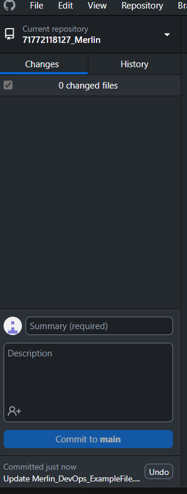 File Edit View Repository
Current repository
71772118127_Merlin
Changes History
0 changed files
Summary (required)
Description
Commit to main
Committed just now
Update Merlin_DevOps_ExampleFile....
Undo